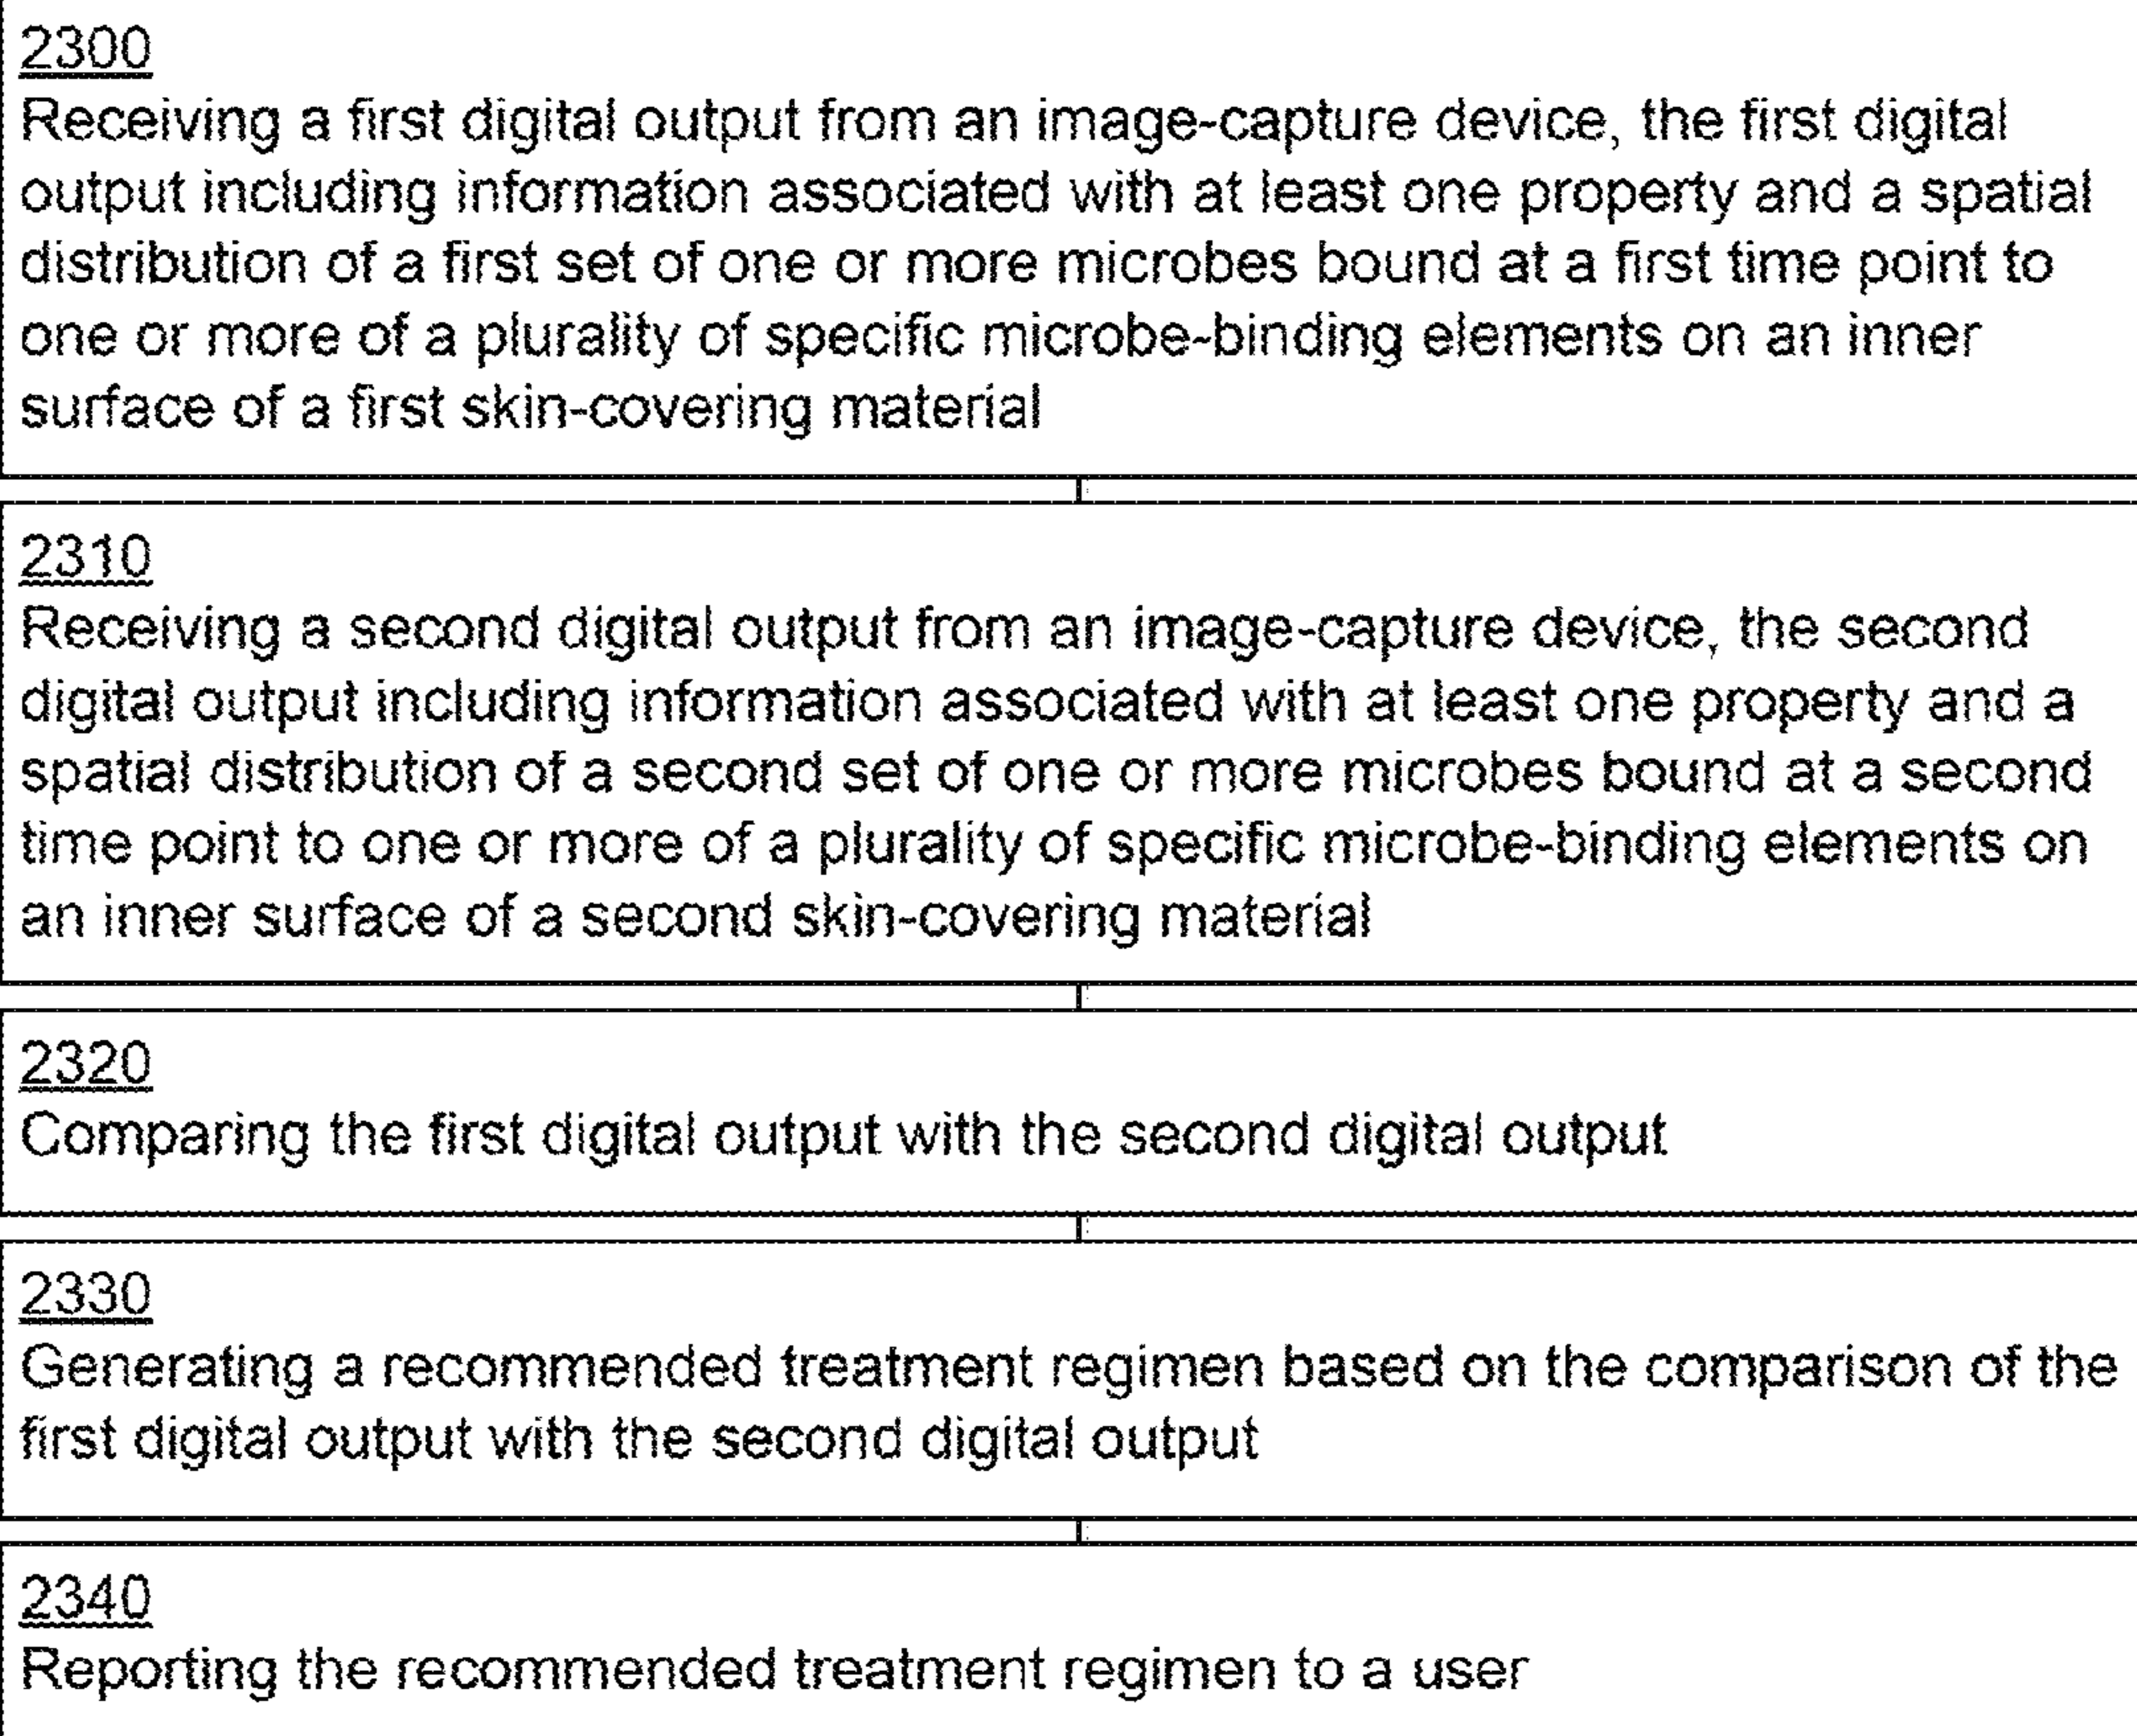 2300
Receiving a first digital output from an image-capture device, the first digital
output including information associated with at least one property and a spatial
distribution of a first set of one or more microbes bound at a first time point to
one or more of a plurality of specific microbe-binding elements on an inner
surface of a first skin-covering material
2310
Receiving a second digital output from an image-capture device, the second
digital output including information associated with at least one property and a
spatial distribution of a second set of one or more microbes bound at a second
time point to one or more of a plurality of specific microbe-binding elements on
an inner surface of a second skin-covering material
2320
Comparing the first digital output with the second digital output
2330
Generating a recommended treatment regimen based on the comparison of the
first digital output with the second digital output
2340
Reporting the recommended treatment regimen to a user